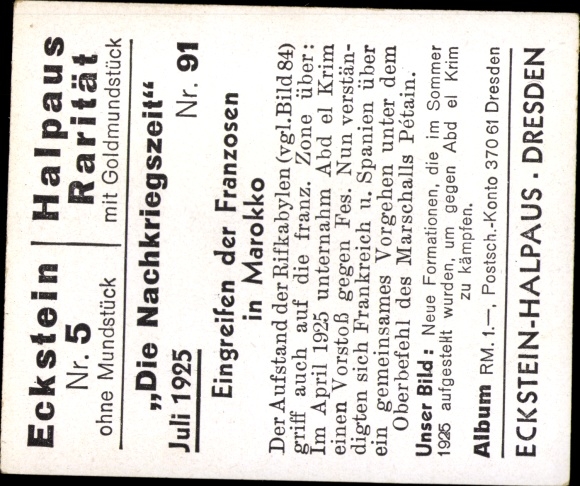 Eckstein | Halpaus
Nr. 5 | Rarität
ohne Mundstück | mit Goldmundstück
„Die Nachkriegszeit“
Juli 1925 Nr. 91
Eingreifen der Franzosen
in Marokko
Der Aufstand der Rifkabylen (vgl. Bild 84)
griff auch auf die franz. Zone über:
Im April 1925 unternahm Abd el Krim
einen Vorstoß gegen Fes. Nun verstän-
digten sich Frankreich u. Spanien über
ein gemeinsames Vorgehen unter dem
Oberbefehl des Marschalls Pétain.
Unser Bild: Neue Formationen, die im Sommer
1925 aufgestellt wurden, um gegen Abd el Krim
zu kämpfen.
Album RM. 1.—, Postsch.-Konto 370 61 Dresden
ECKSTEIN-HALPAUS · DRESDEN